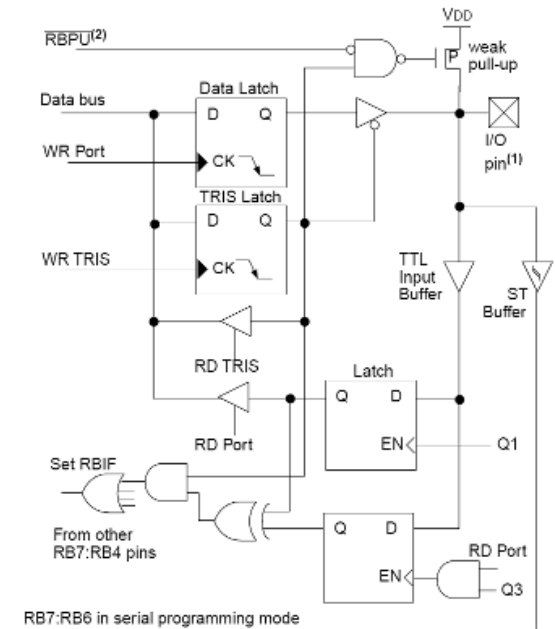 VDD
RBPU(2)
P
weak
pull-up
Data Latch
Data bus
D Q
I/O
pin(1)
WR Port
CK
TRIS Latch
D Q
WR TRIS
CK
TTL
Input
Buffer
ST
Buffer
RD TRIS
Latch
Q D
RD Port
EN
Q1
Set RBIF
Q D
From other
RB7:RB4 pins
RD Port
EN
Q3
RB7:RB6 in serial programming mode